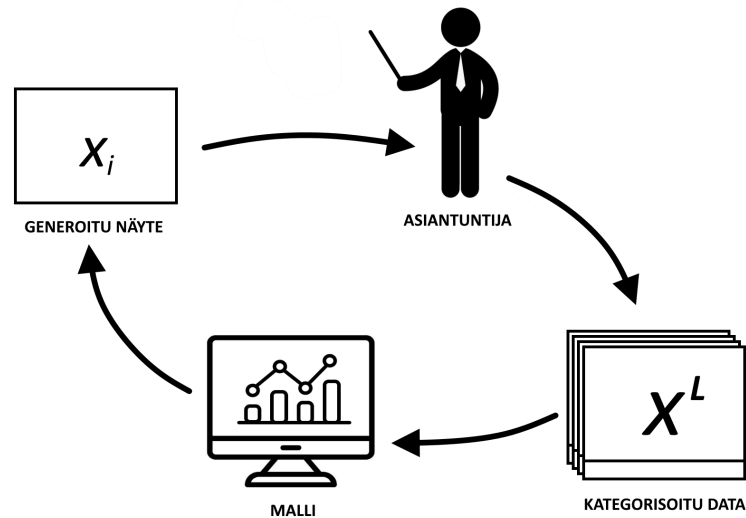 x_i
GENEROITU NÄYTE
ASIANTUNTIJA
X^L
KATEGORISOITU DATA
MALLI